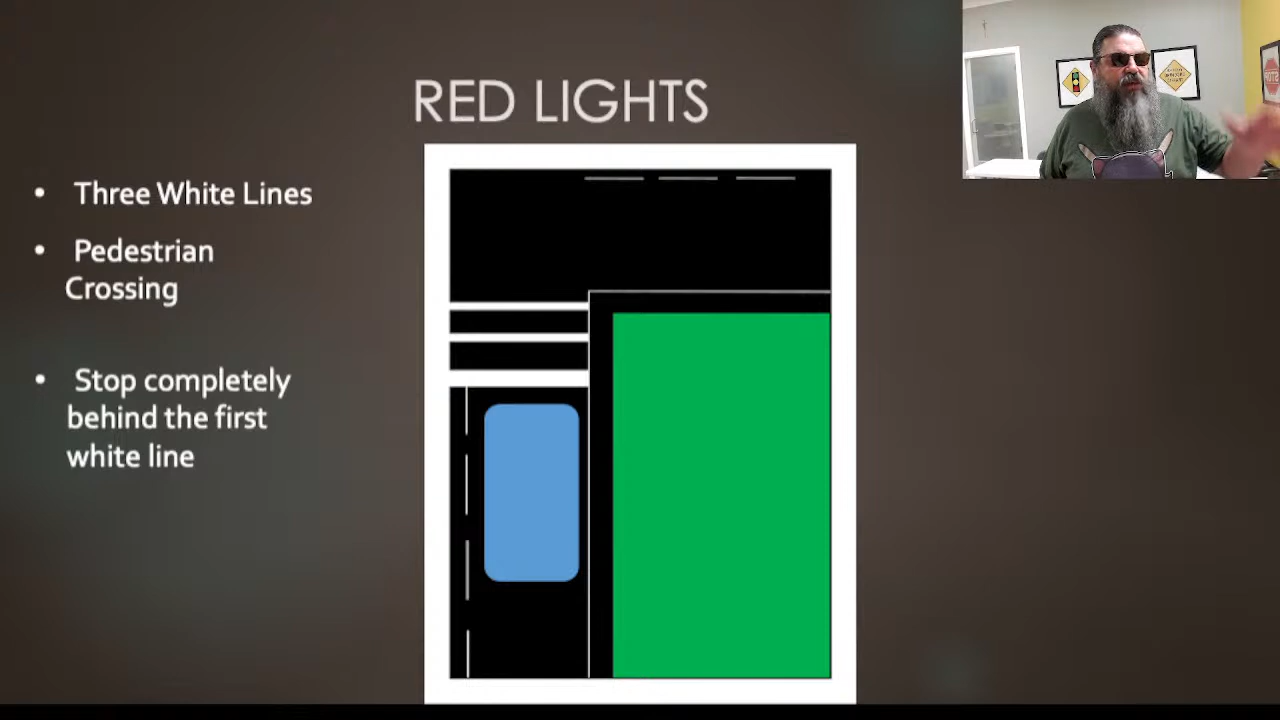 RED LIGHTS
• Three White Lines
• Pedestrian
Crossing
• Stop completely
behind the first
white line